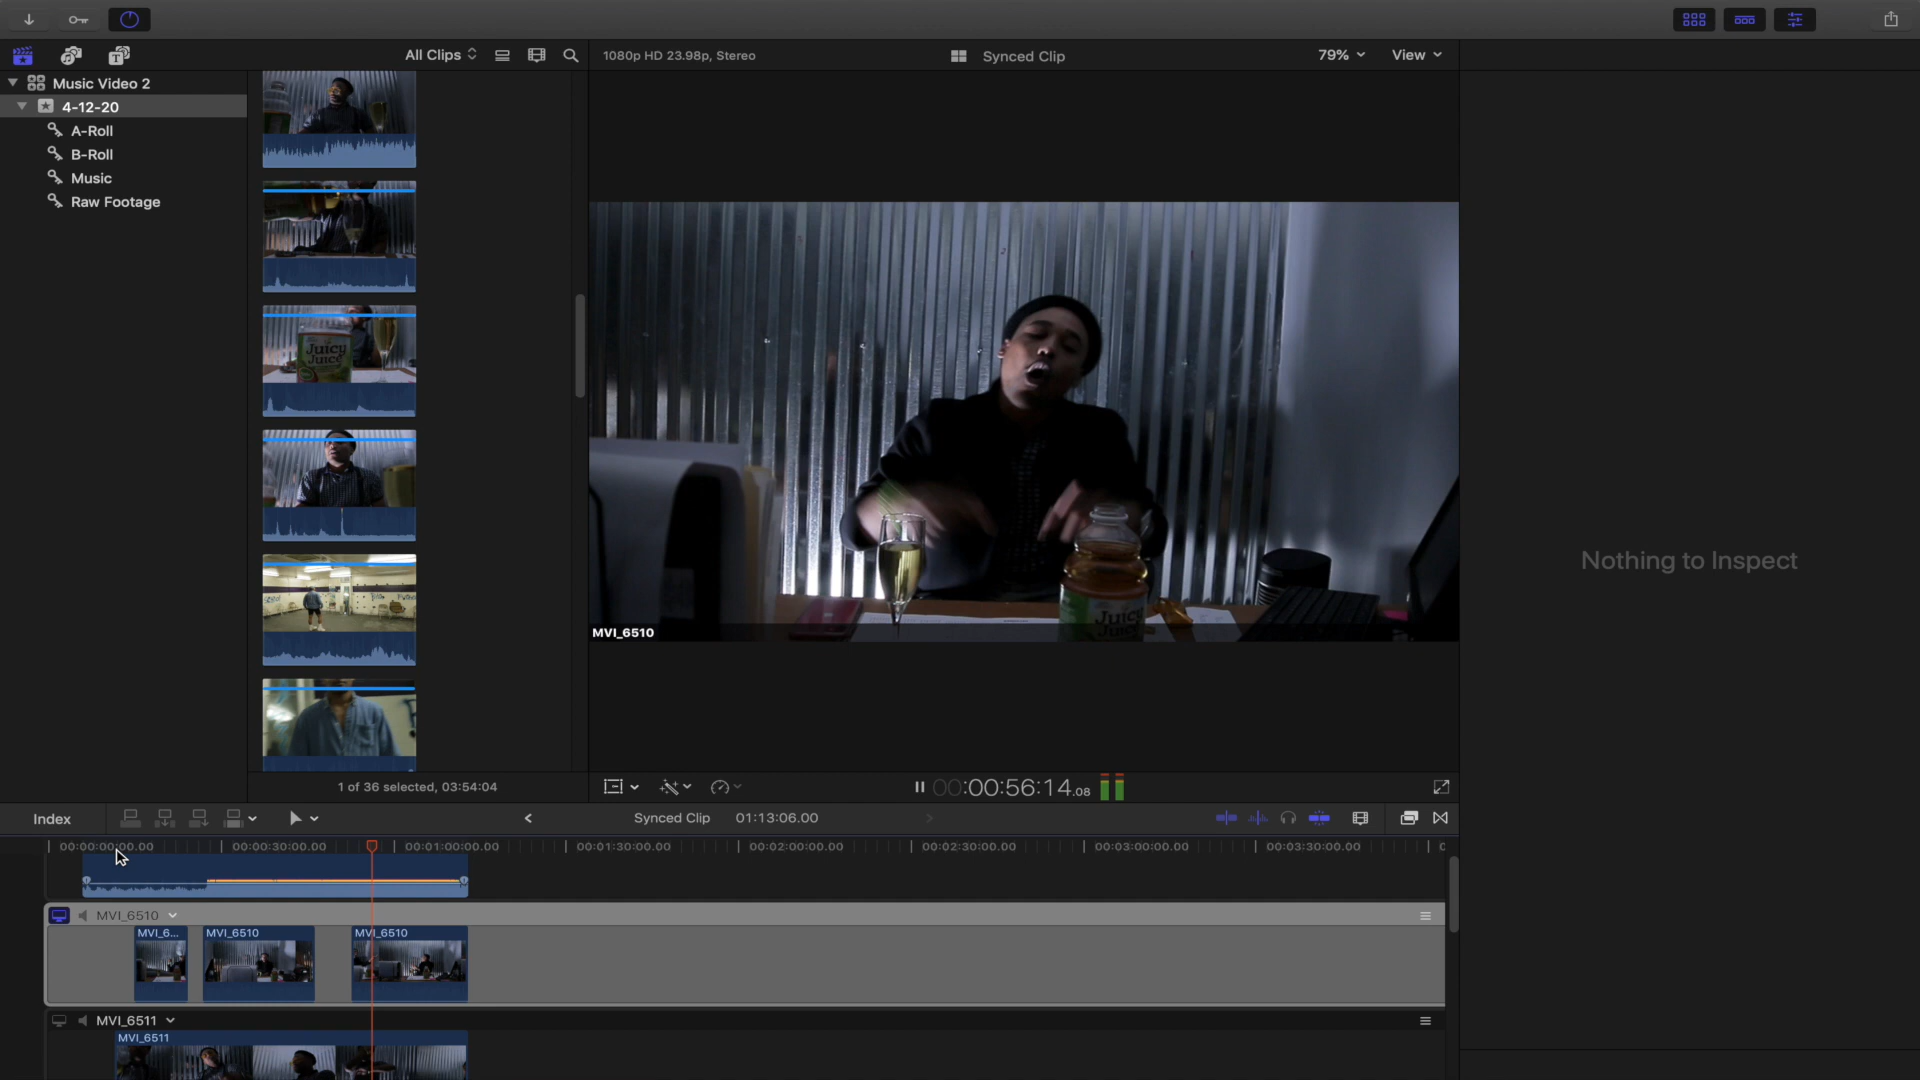 All Clips
1080p HD 23.98p, Stereo
Synced Clip
79%
View
Music Video 2
4-12-20
A-Roll
B-Roll
Music
Raw Footage
Juicy
Juice
Nothing to Inspect
Juicy
Juice
MVI_6510
1 of 36 selected, 03:54:04
00:00:56:14.08
Index
Synced Clip
01:13:06.00
00:00:00:00.00
00:00:30:00.00
00:01:00:00.00
00:01:30:00.00
00:02:00:00.00
00:02:30:00.00
00:03:00:00.00
00:03:30:00.00
MVI_6510
MVI_6...
MVI_6510
MVI_6510
MVI_6511
MVI_6511